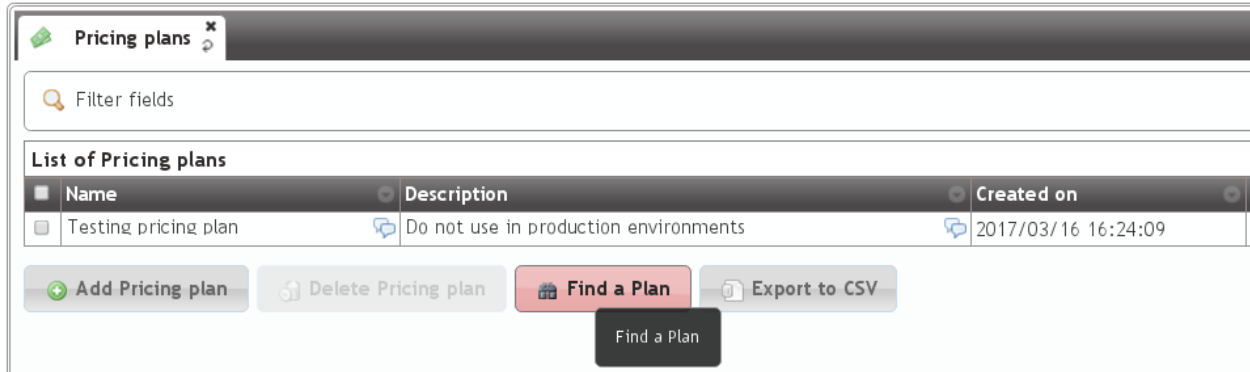 Pricing plans
Filter fields
List of Pricing plans
Name Description Created on
Testing pricing plan Do not use in production environments 2017/03/16 16:24:09
Add Pricing plan Delete Pricing plan Find a Plan Export to CSV
Find a Plan